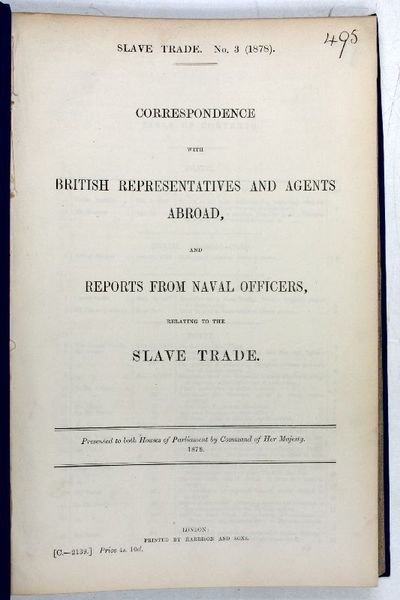 SLAVE TRADE. No. 3 (1878).
495
CORRESPONDENCE
WITH
BRITISH REPRESENTATIVES AND AGENTS
ABROAD,
AND
REPORTS FROM NAVAL OFFICERS,
RELATING TO THE
SLAVE TRADE.
Presented to both Houses of Parliament by Command of Her Majesty.
1878.
LONDON:
PRINTED BY HARRISON AND SONS.
[C.—2139.] Price 4s. 10d.